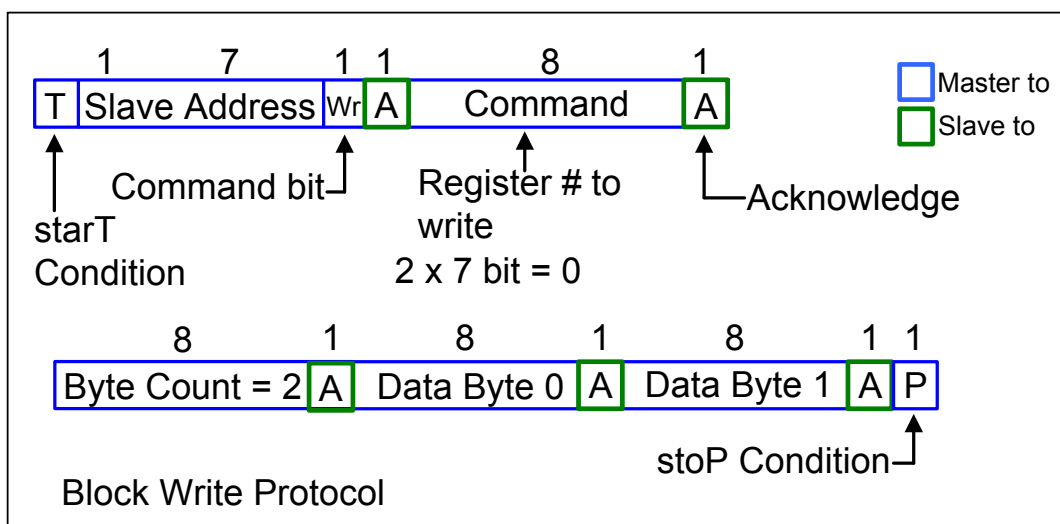 1 7 1 1 8 1
T Slave Address Wr A Command A
Master to
Slave to
Command bit
Register # to
write
2 x 7 bit = 0
Acknowledge
starT
Condition
8 1 8 1 8 1 1
Byte Count = 2 A Data Byte 0 A Data Byte 1 A P
stoP Condition
Block Write Protocol